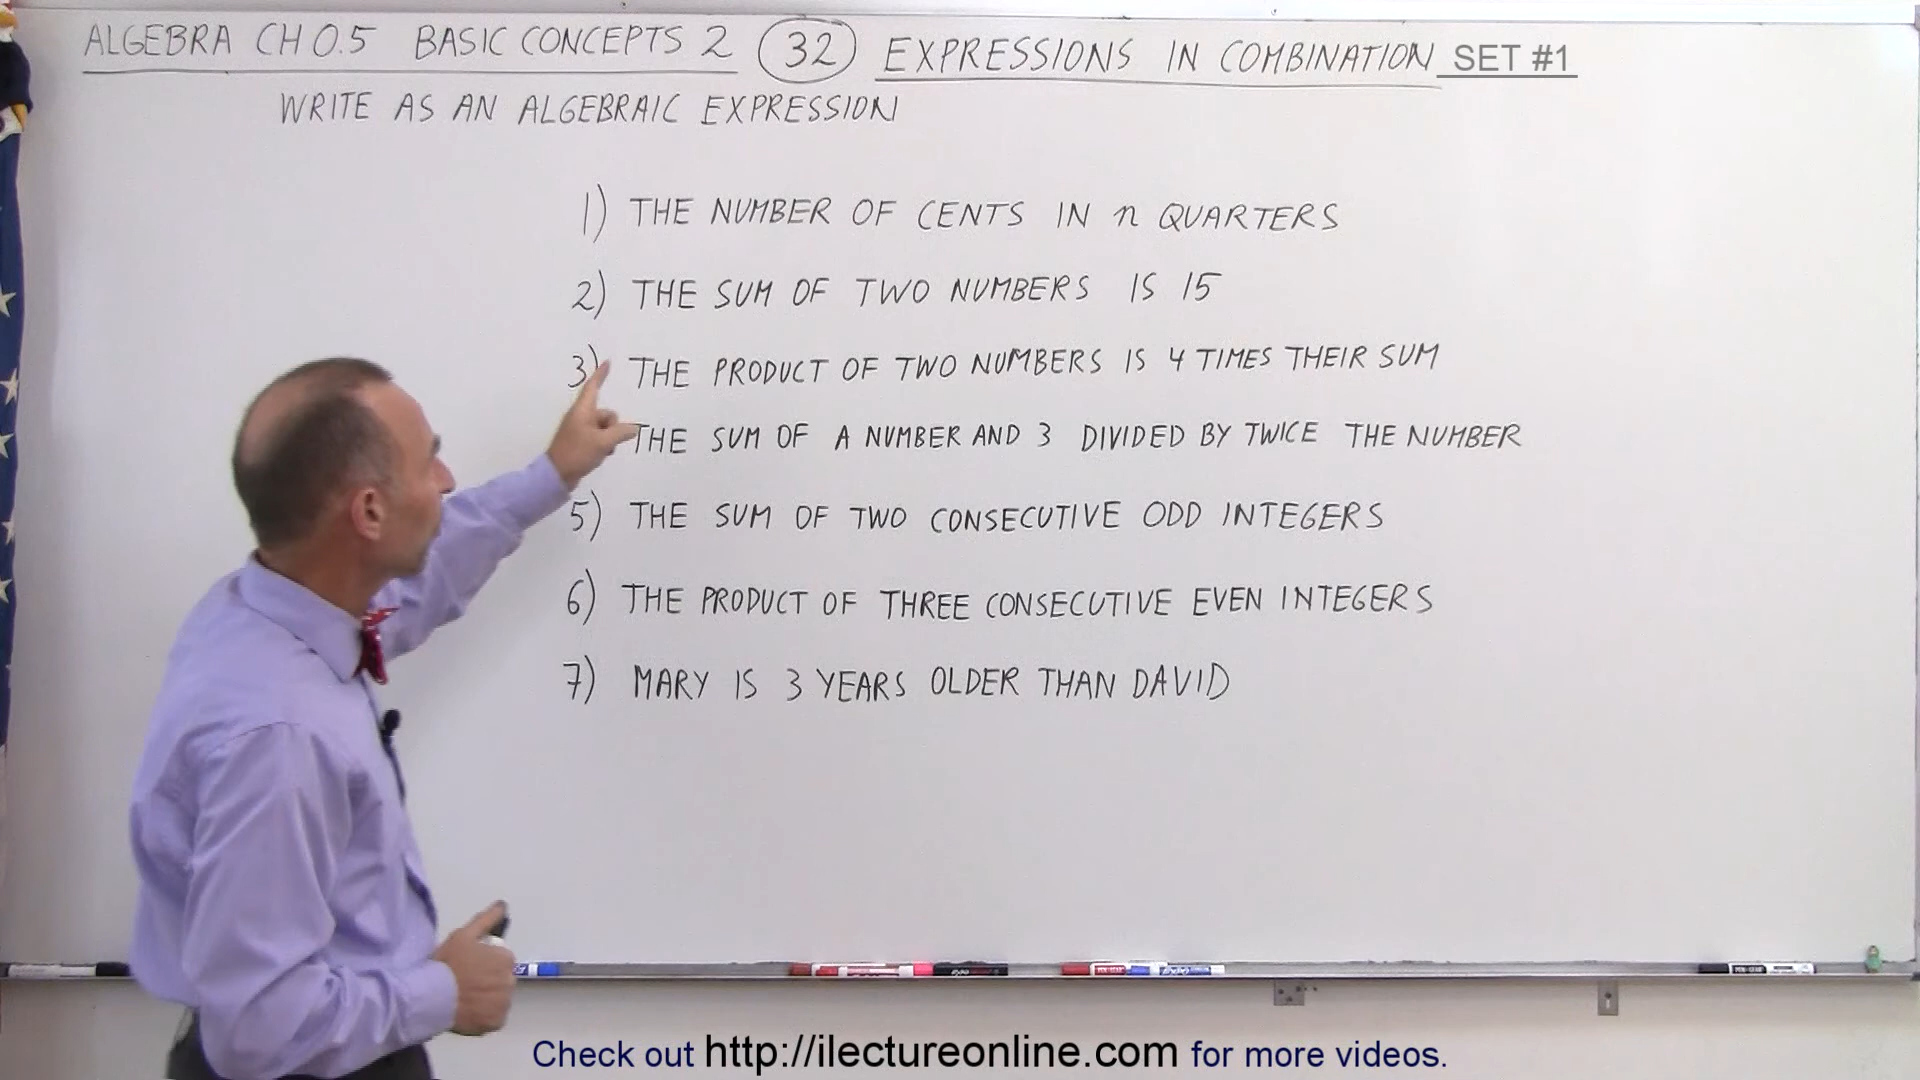 ALGEBRA CH 0.5 BASIC CONCEPTS 2 32 EXPRESSIONS IN COMBINATION SET #1
WRITE AS AN ALGEBRAIC EXPRESSION
1) THE NUMBER OF CENTS IN n QUARTERS
2) THE SUM OF TWO NUMBERS IS 15
3) THE PRODUCT OF TWO NUMBERS IS 4 TIMES THEIR SUM
THE SUM OF A NUMBER AND 3 DIVIDED BY TWICE THE NUMBER
5) THE SUM OF TWO CONSECUTIVE ODD INTEGERS
6) THE PRODUCT OF THREE CONSECUTIVE EVEN INTEGERS
7) MARY IS 3 YEARS OLDER THAN DAVID
Check out http://ilectureonline.com for more videos.